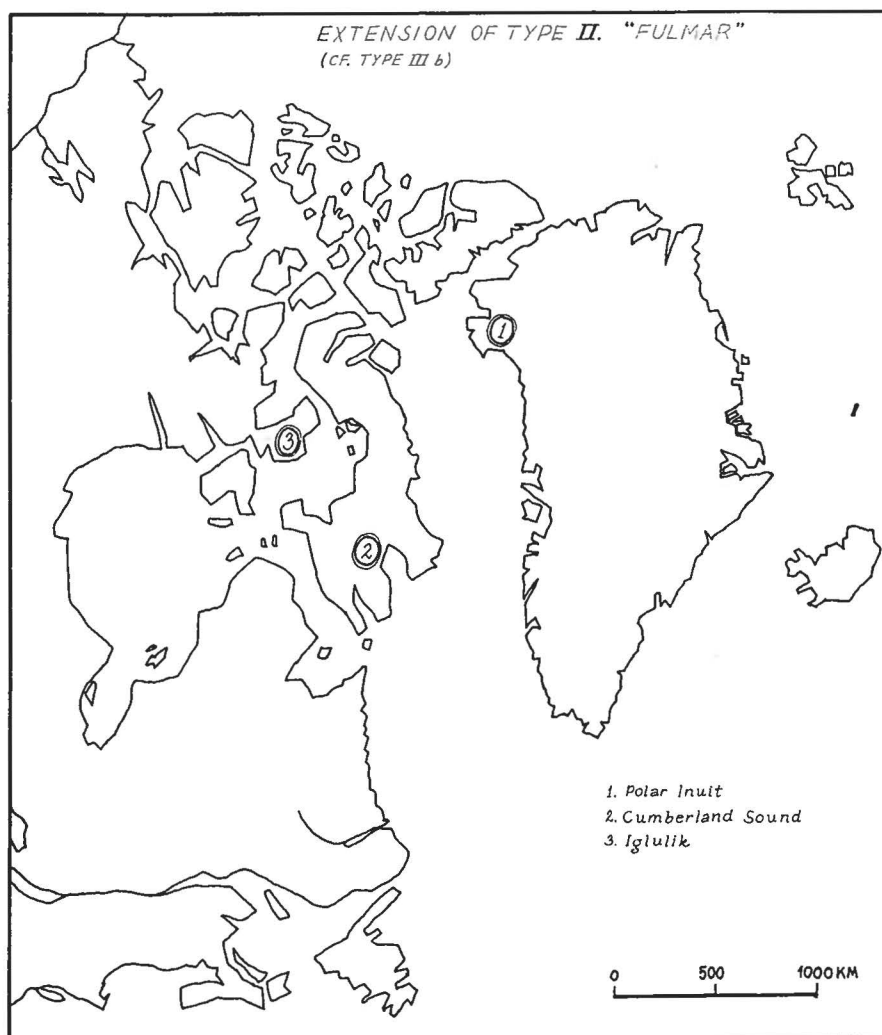 EXTENSION OF TYPE II. "FULMAR"
(CF. TYPE III b)
1
3
2
1. Polar Inuit
2. Cumberland Sound
3. Iglulik
0 500 1000 KM